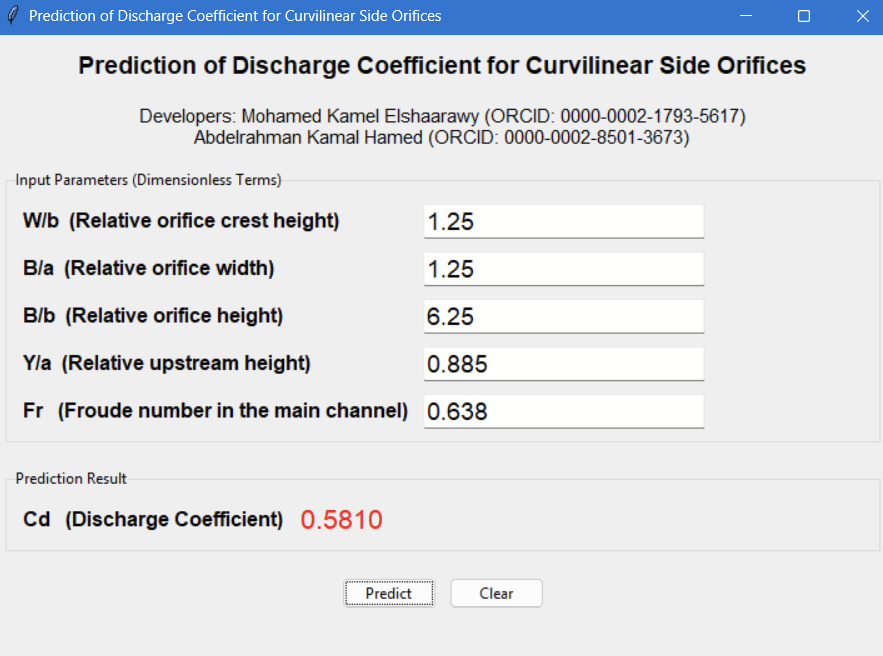 Prediction of Discharge Coefficient for Curvilinear Side Orifices
Prediction of Discharge Coefficient for Curvilinear Side Orifices
Developers: Mohamed Kamel Elshaarawy (ORCID: 0000-0002-1793-5617)
Abdelrahman Kamal Hamed (ORCID: 0000-0002-8501-3673)
Input Parameters (Dimensionless Terms)
W/b (Relative orifice crest height) 1.25
B/a (Relative orifice width) 1.25
B/b (Relative orifice height) 6.25
Y/a (Relative upstream height) 0.885
Fr (Froude number in the main channel) 0.638
Prediction Result
Cd (Discharge Coefficient) 0.5810
Predict Clear